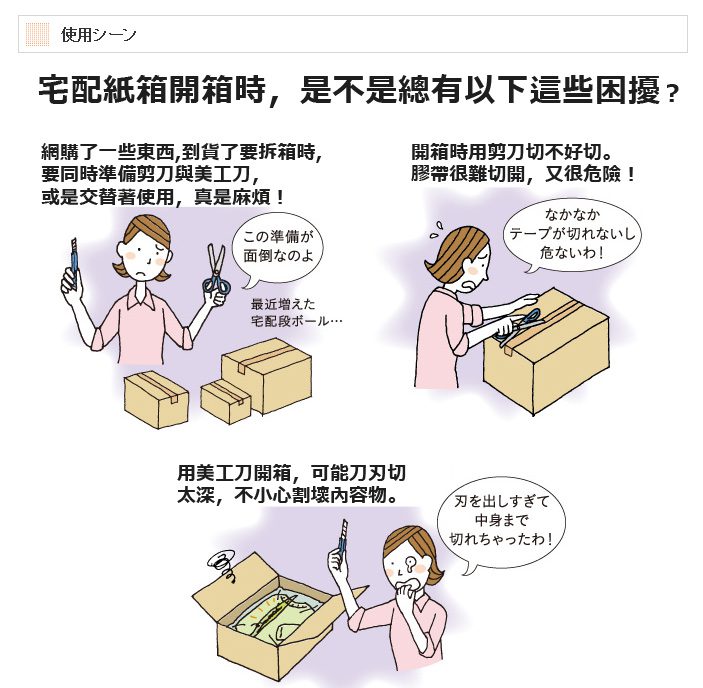 使用シーン
宅配紙箱開箱時，是不是總有以下這些困擾？
網購了一些東西,到貨了要拆箱時,
要同時準備剪刀與美工刀,
或是交替著使用，真是麻煩！
この準備が
面倒なのよ
最近増えた
宅配段ボール…
開箱時用剪刀切不好切。
膠帶很難切開，又很危險！
なかなか
テープが切れないし
危ないわ！
用美工刀開箱，可能刀刃切
太深，不小心割壞內容物。
刃を出しすぎて
中身まで
切れちゃったわ！